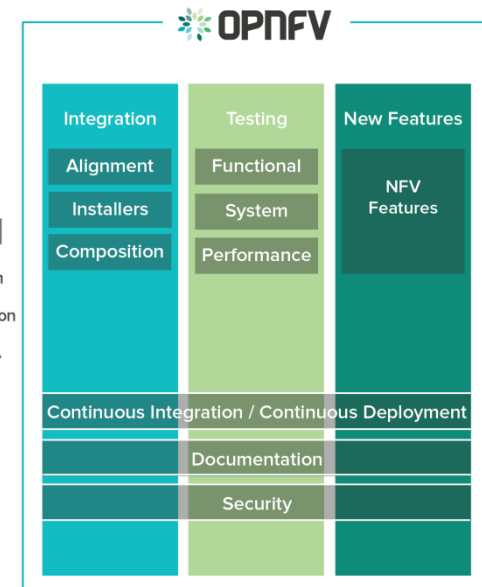 OPNFV
Integration
Alignment
Installers
Composition
Testing
Functional
System
Performance
New Features
NFV
Features
Continuous Integration / Continuous Deployment
Documentation
Security